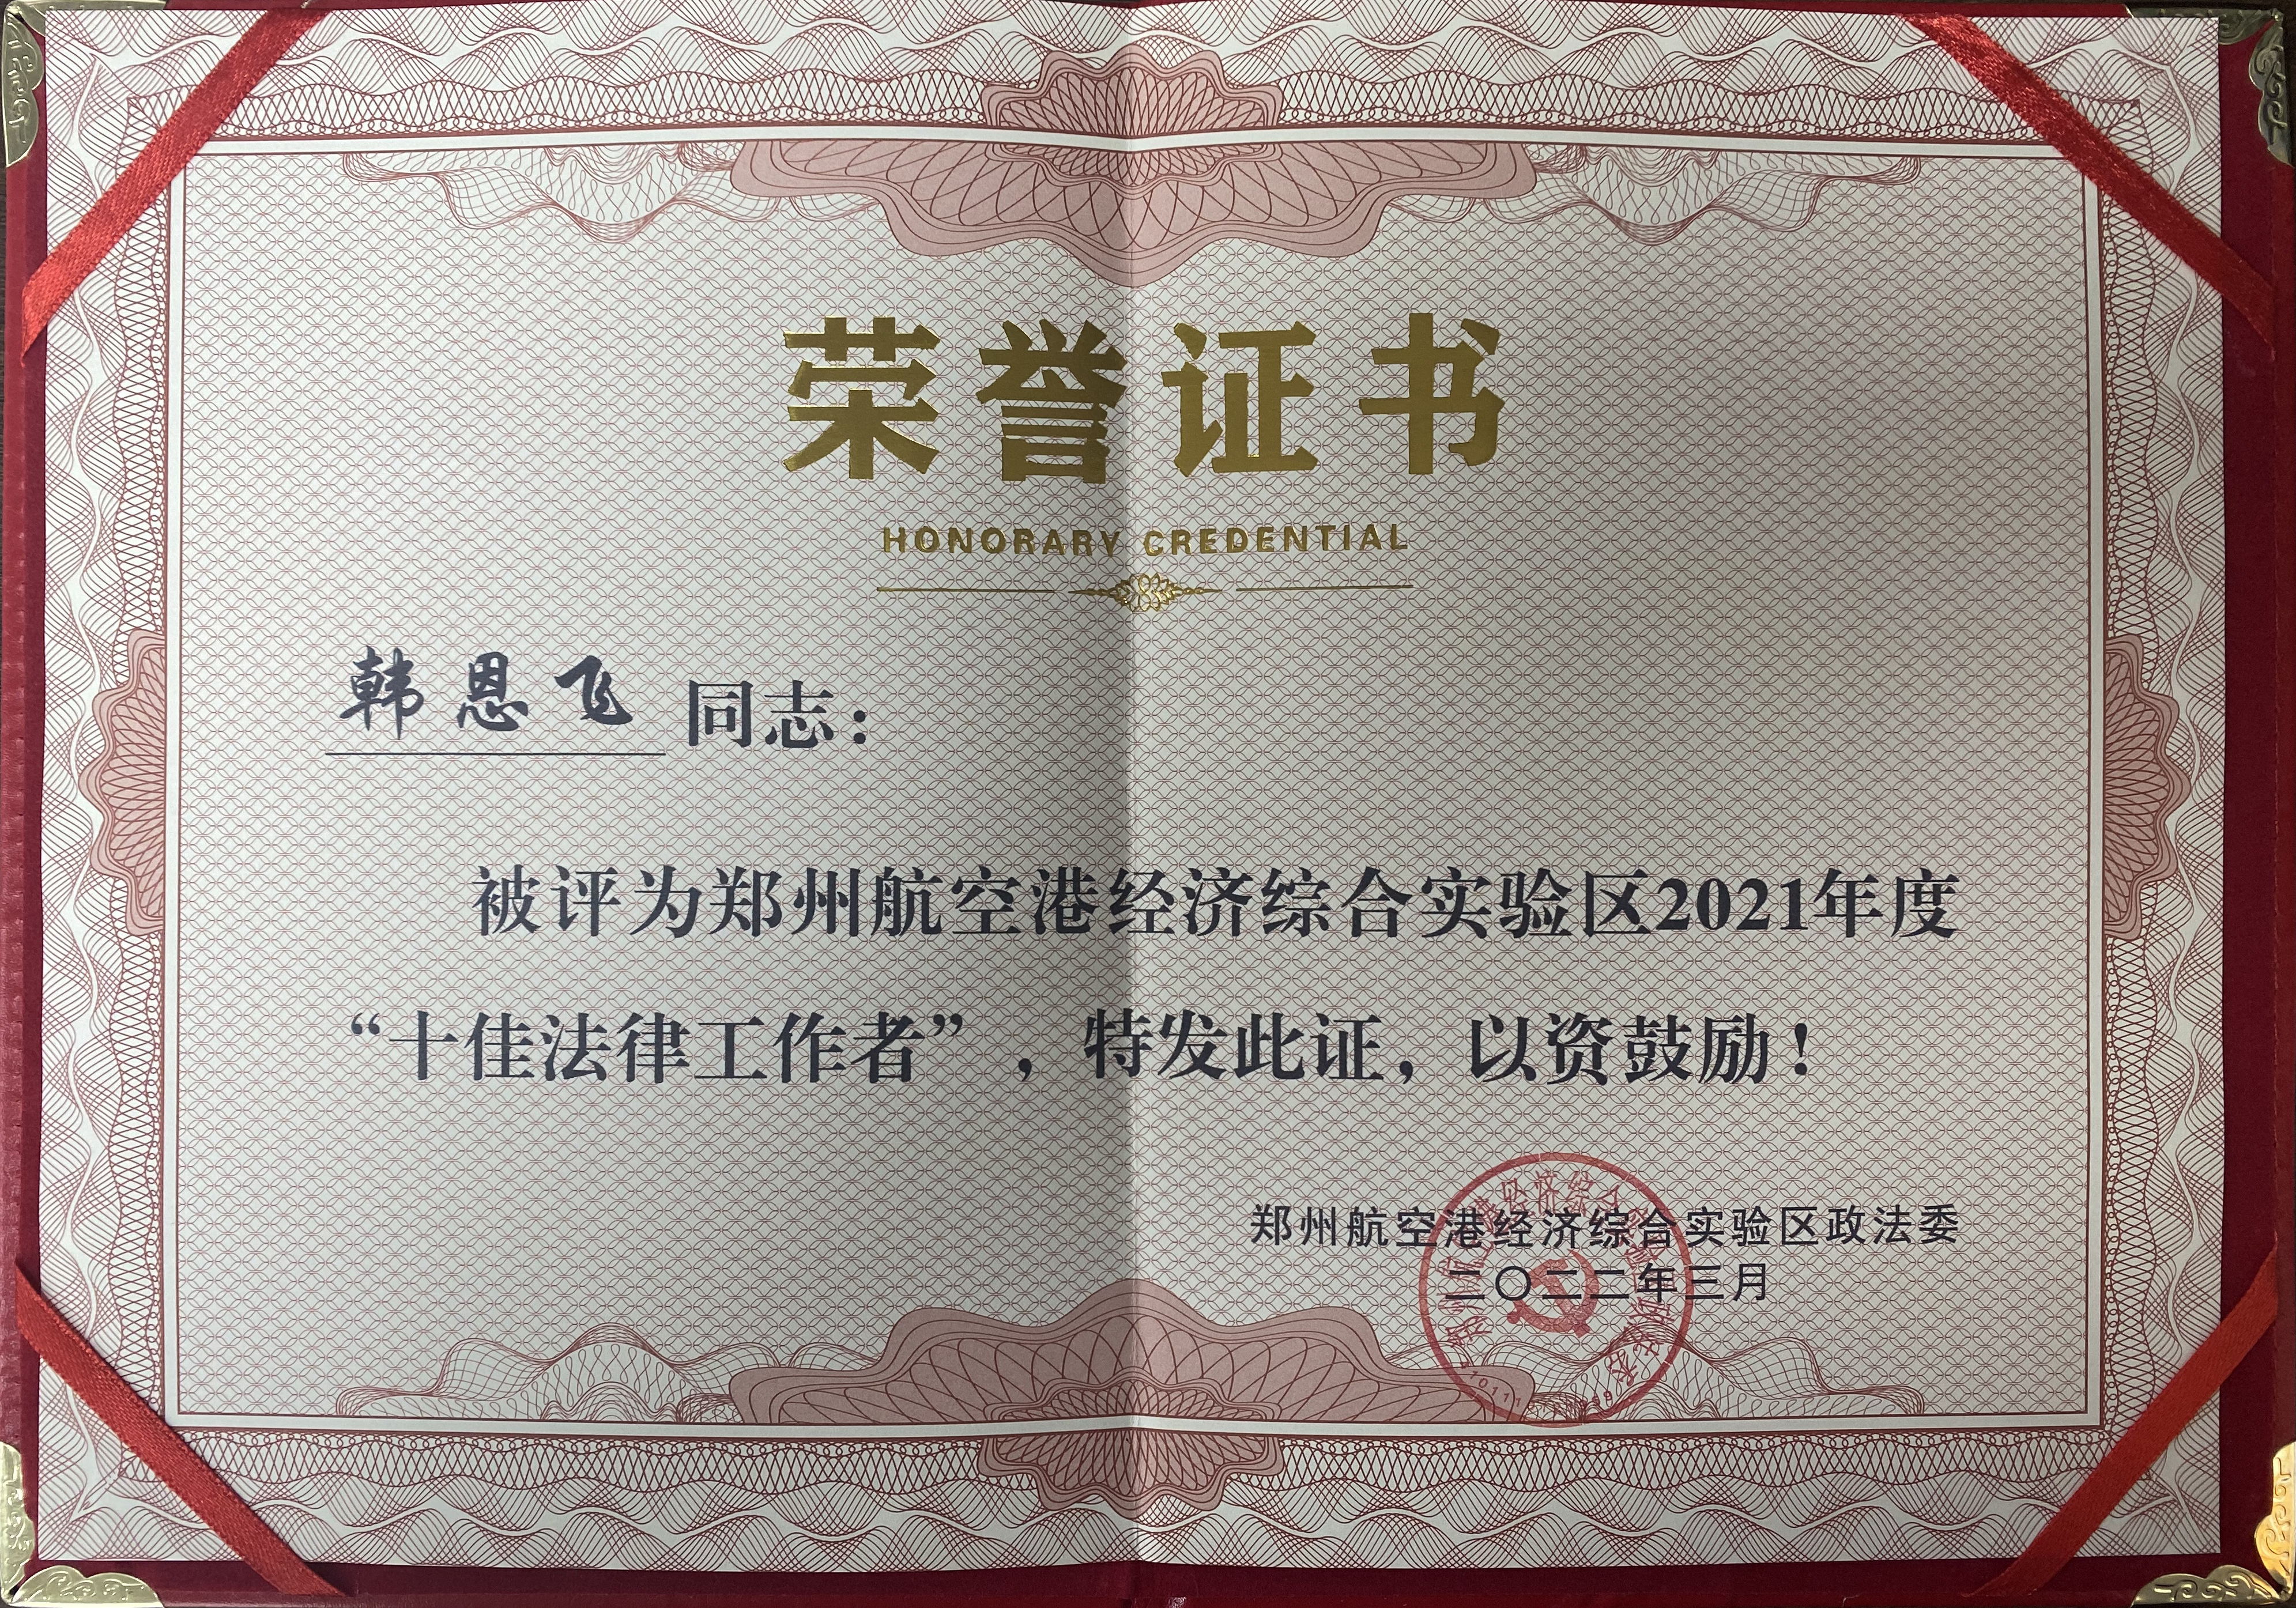 荣誉证书
HONORARY CREDENTIAL
韩恩飞 同志：
被评为郑州航空港经济综合实验区2021年度
“十佳法律工作者”，特发此证，以资鼓励！
郑州航空港经济综合实验区政法委
二〇二二年三月